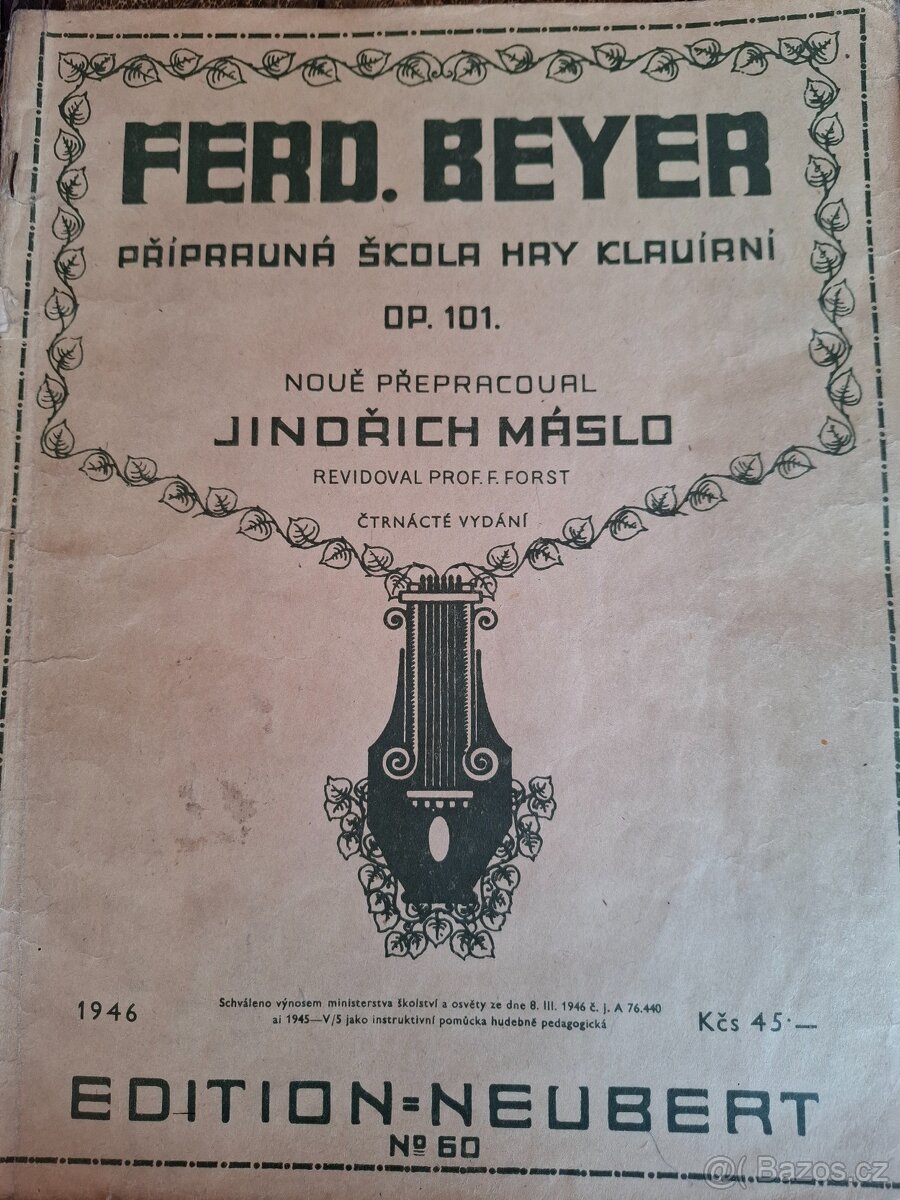 FERD. BEYER
PŘÍPRAVNÁ ŠKOLA HRY KLAVÍRNÍ
OP. 101.
NOVĚ PŘEPRACOVAL
JINDŘICH MÁSLO
REVIDOVAL PROF. F. FORST
ČTRNÁCTÉ VYDÁNÍ
1946
Schváleno výnosem ministerstva školství a osvěty ze dne 8. III. 1946 č. j. A 76.440
ai 1945—V/5 jako instruktivní pomůcka hudebně pedagogická
Kčs 45·—
EDITION=NEUBERT
No 60
@( Bazos.cz